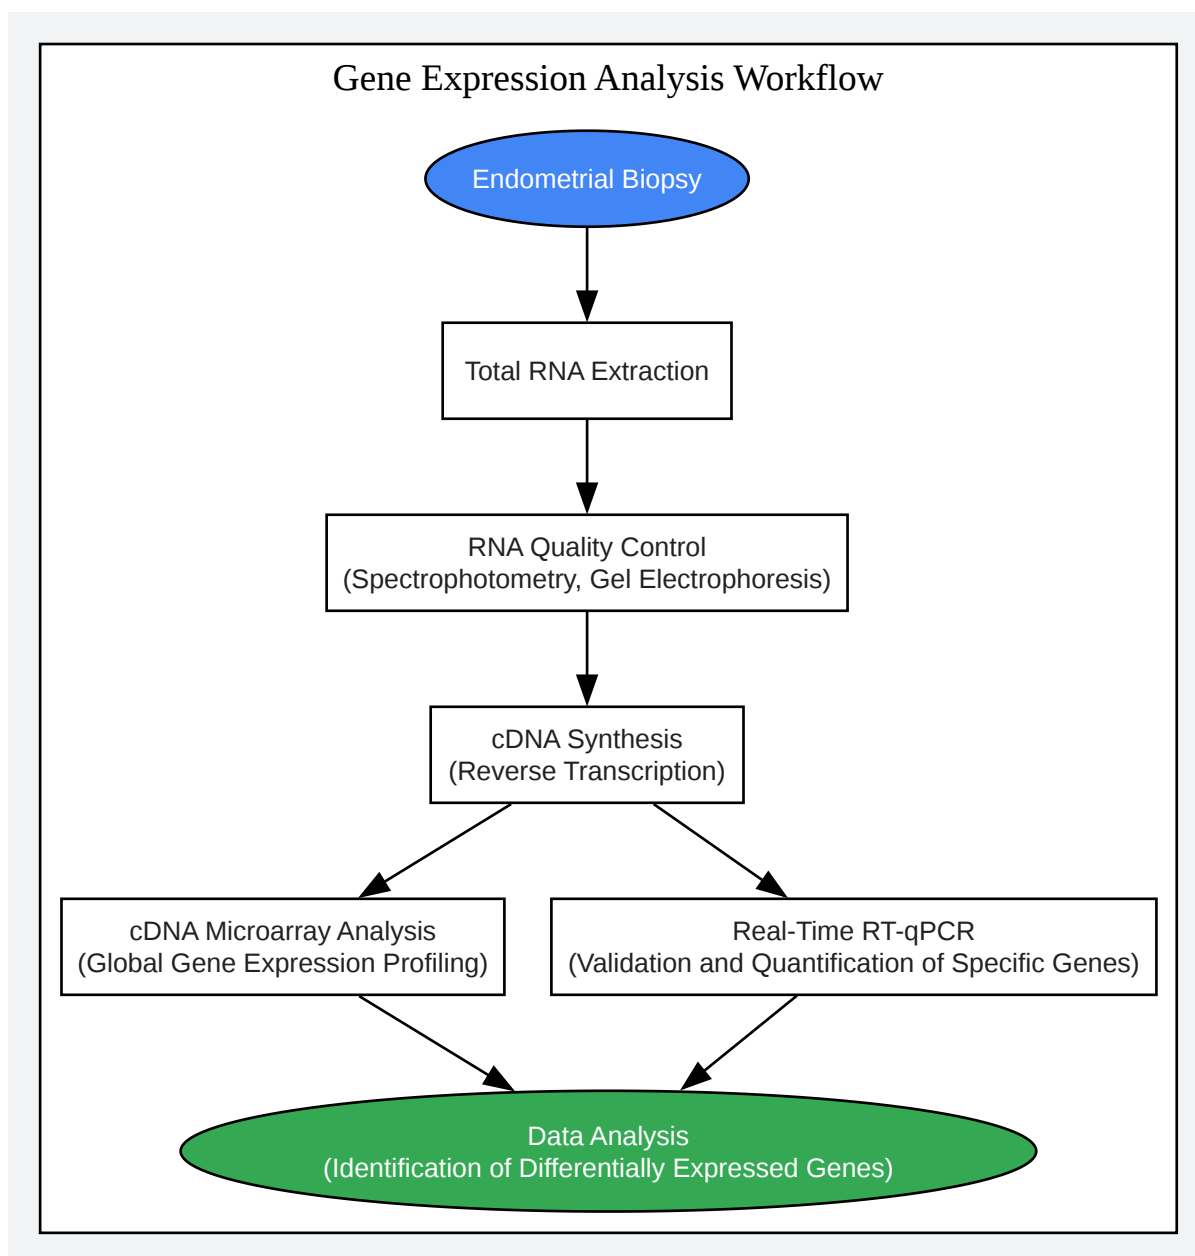 Gene Expression Analysis Workflow
Endometrial Biopsy
Total RNA Extraction
RNA Quality Control
(Spectrophotometry, Gel Electrophoresis)
cDNA Synthesis
(Reverse Transcription)
cDNA Microarray Analysis
(Global Gene Expression Profiling)
Real-Time RT-qPCR
(Validation and Quantification of Specific Genes)
Data Analysis
(Identification of Differentially Expressed Genes)